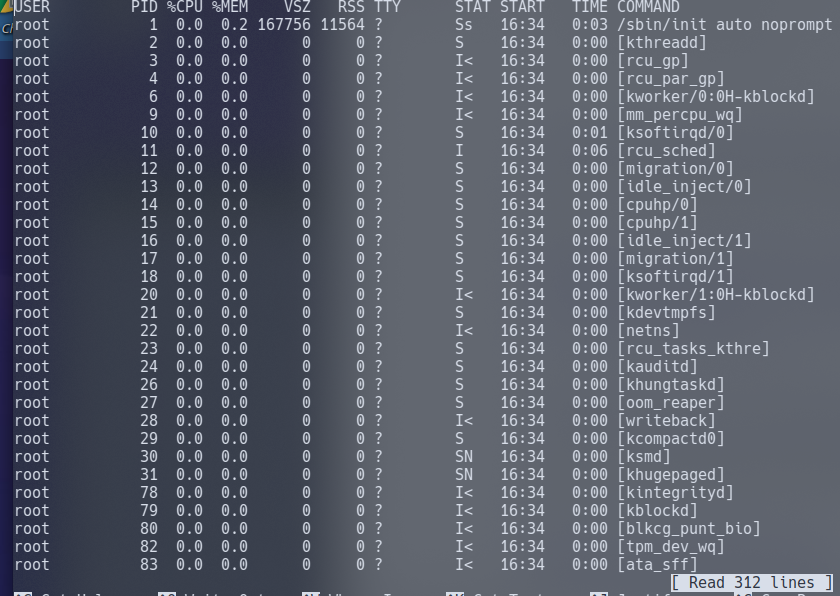 USER PID %CPU %MEM VSZ RSS TTY STAT START TIME COMMAND
root 1 0.0 0.2 167756 11564 ? Ss 16:34 0:03 /sbin/init auto noprompt
root 2 0.0 0.0 0 0 ? S 16:34 0:00 [kthreadd]
root 3 0.0 0.0 0 0 ? I< 16:34 0:00 [rcu_gp]
root 4 0.0 0.0 0 0 ? I< 16:34 0:00 [rcu_par_gp]
root 6 0.0 0.0 0 0 ? I< 16:34 0:00 [kworker/0:0H-kblockd]
root 9 0.0 0.0 0 0 ? I< 16:34 0:00 [mm_percpu_wq]
root 10 0.0 0.0 0 0 ? S 16:34 0:01 [ksoftirqd/0]
root 11 0.0 0.0 0 0 ? I 16:34 0:06 [rcu_sched]
root 12 0.0 0.0 0 0 ? S 16:34 0:00 [migration/0]
root 13 0.0 0.0 0 0 ? S 16:34 0:00 [idle_inject/0]
root 14 0.0 0.0 0 0 ? S 16:34 0:00 [cpuhp/0]
root 15 0.0 0.0 0 0 ? S 16:34 0:00 [cpuhp/1]
root 16 0.0 0.0 0 0 ? S 16:34 0:00 [idle_inject/1]
root 17 0.0 0.0 0 0 ? S 16:34 0:00 [migration/1]
root 18 0.0 0.0 0 0 ? S 16:34 0:00 [ksoftirqd/1]
root 20 0.0 0.0 0 0 ? I< 16:34 0:00 [kworker/1:0H-kblockd]
root 21 0.0 0.0 0 0 ? S 16:34 0:00 [kdevtmpfs]
root 22 0.0 0.0 0 0 ? I< 16:34 0:00 [netns]
root 23 0.0 0.0 0 0 ? S 16:34 0:00 [rcu_tasks_kthre]
root 24 0.0 0.0 0 0 ? S 16:34 0:00 [kauditd]
root 26 0.0 0.0 0 0 ? S 16:34 0:00 [khungtaskd]
root 27 0.0 0.0 0 0 ? S 16:34 0:00 [oom_reaper]
root 28 0.0 0.0 0 0 ? I< 16:34 0:00 [writeback]
root 29 0.0 0.0 0 0 ? S 16:34 0:00 [kcompactd0]
root 30 0.0 0.0 0 0 ? SN 16:34 0:00 [ksmd]
root 31 0.0 0.0 0 0 ? SN 16:34 0:00 [khugepaged]
root 78 0.0 0.0 0 0 ? I< 16:34 0:00 [kintegrityd]
root 79 0.0 0.0 0 0 ? I< 16:34 0:00 [kblockd]
root 80 0.0 0.0 0 0 ? I< 16:34 0:00 [blkcg_punt_bio]
root 82 0.0 0.0 0 0 ? I< 16:34 0:00 [tpm_dev_wq]
root 83 0.0 0.0 0 0 ? I< 16:34 0:00 [ata_sff]
[ Read 312 lines ]